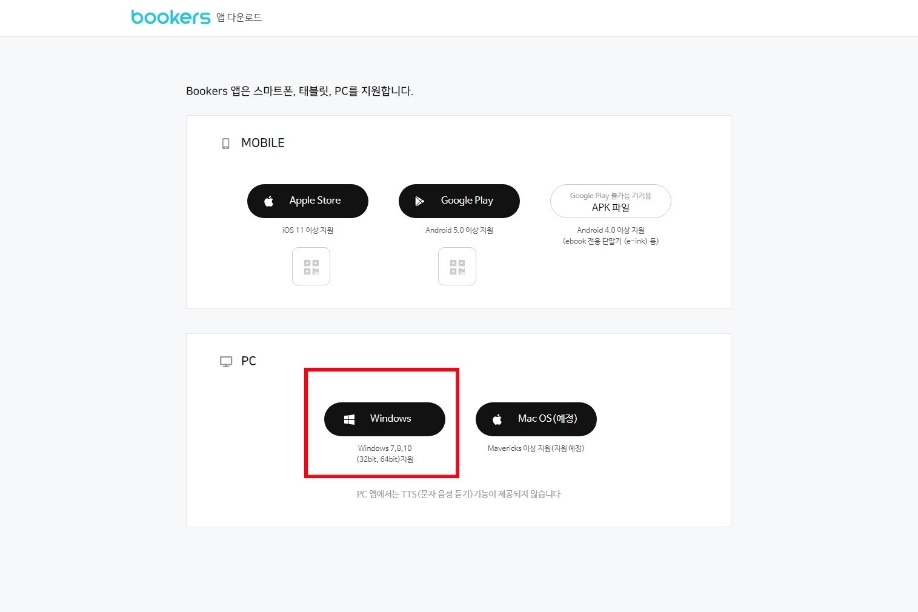 bookers 앱 다운로드
Bookers 앱은 스마트폰, 태블릿, PC를 지원합니다.
MOBILE
Apple Store
iOS 11 이상 지원
Google Play
Android 5.0 이상 지원
Google Play 불가능 기기용
APK 파일
Android 4.0 이상 지원
(ebook 전용 단말기 (e-ink) 등)
PC
Windows
Windows 7,8,10
(32bit, 64bit)지원
Mac OS(예정)
Mavericks 이상 지원(지원 예정)
PC 앱에서는 TTS(문자 음성 듣기)기능이 제공되지 않습니다